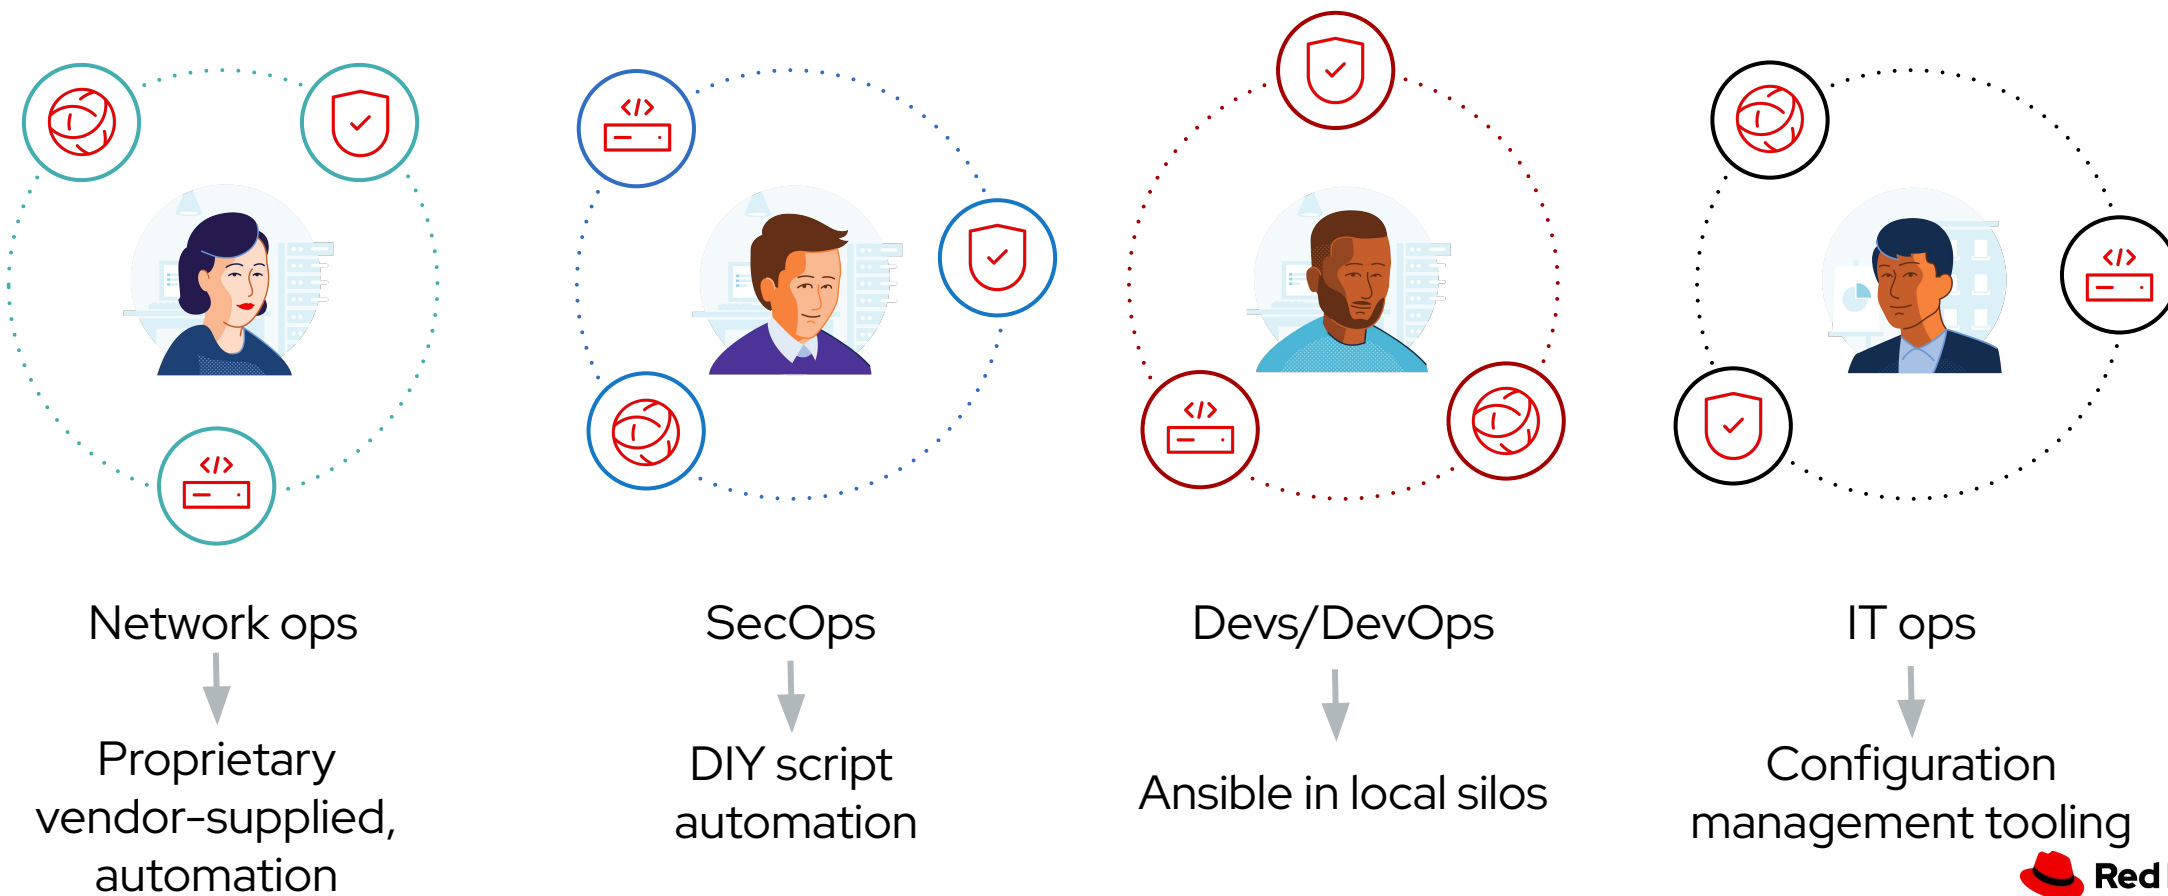 Network ops
SecOps
Devs/DevOps
IT ops
Proprietary
vendor-supplied,
automation
DIY script
automation
Ansible in local silos
Configuration
management tooling
Red